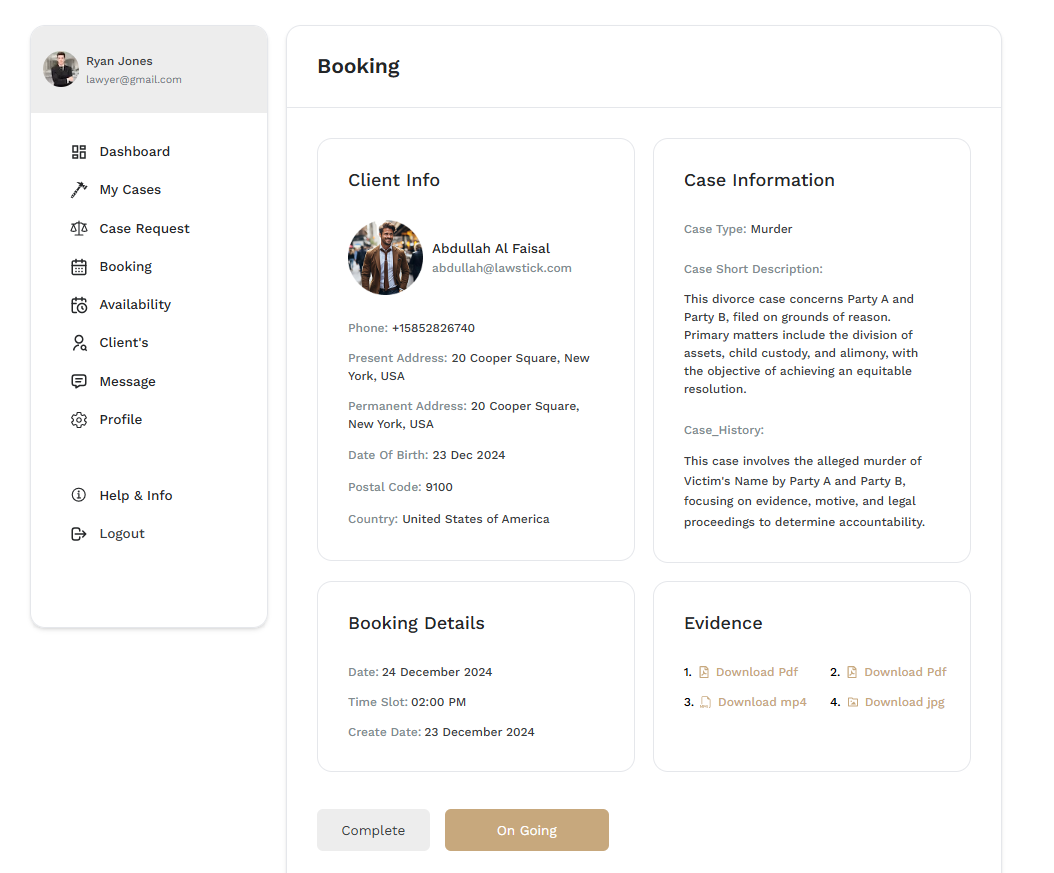 Ryan Jones
lawyer@gmail.com
Dashboard
My Cases
Case Request
Booking
Availability
Client's
Message
Profile
Help & Info
Logout
Booking
Client Info
Abdullah Al Faisal
abdullah@lawstick.com
Phone: +15852826740
Present Address: 20 Cooper Square, New
York, USA
Permanent Address: 20 Cooper Square,
New York, USA
Date Of Birth: 23 Dec 2024
Postal Code: 9100
Country: United States of America
Case Information
Case Type: Murder
Case Short Description:
This divorce case concerns Party A and
Party B, filed on grounds of reason.
Primary matters include the division of
assets, child custody, and alimony, with
the objective of achieving an equitable
resolution.
Case_History:
This case involves the alleged murder of
Victim's Name by Party A and Party B,
focusing on evidence, motive, and legal
proceedings to determine accountability.
Booking Details
Date: 24 December 2024
Time Slot: 02:00 PM
Create Date: 23 December 2024
Evidence
1. Download Pdf
2. Download Pdf
3. Download mp4
4. Download jpg
Complete
On Going